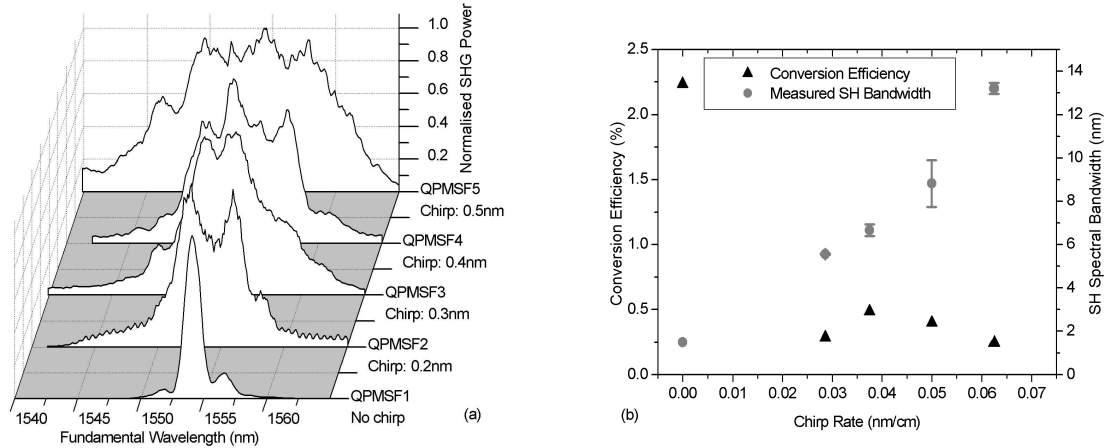 1.0
0.8
0.6
0.4
0.2
Normalised SHG Power
QPMSF5
Chirp: 0.5nm
QPMSF4
Chirp: 0.4nm
QPMSF3
Chirp: 0.3nm
QPMSF2
Chirp: 0.2nm
QPMSF1
No chirp
1540 1545 1550 1555 1560
Fundamental Wavelength (nm)
(a)
2.5
2.0
1.5
1.0
0.5
0.0
Conversion Efficiency (%)
Conversion Efficiency
Measured SH Bandwidth
14
12
10
8
6
4
2
0
SH Spectral Bandwidth (nm)
0.00 0.01 0.02 0.03 0.04 0.05 0.06 0.07
Chirp Rate (nm/cm)
(b)